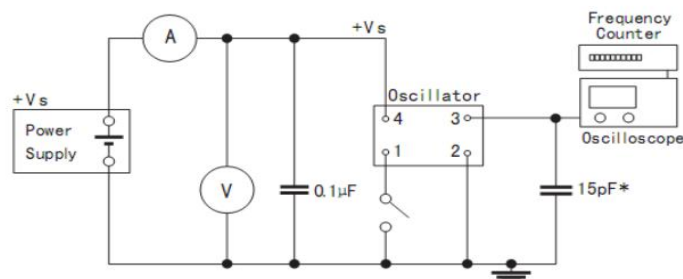 Frequency
Counter
A
+Vs
Oscillator
+Vs
Power
Supply
4
3
Oscilloscope
1
2
V
0.1μF
15pF*